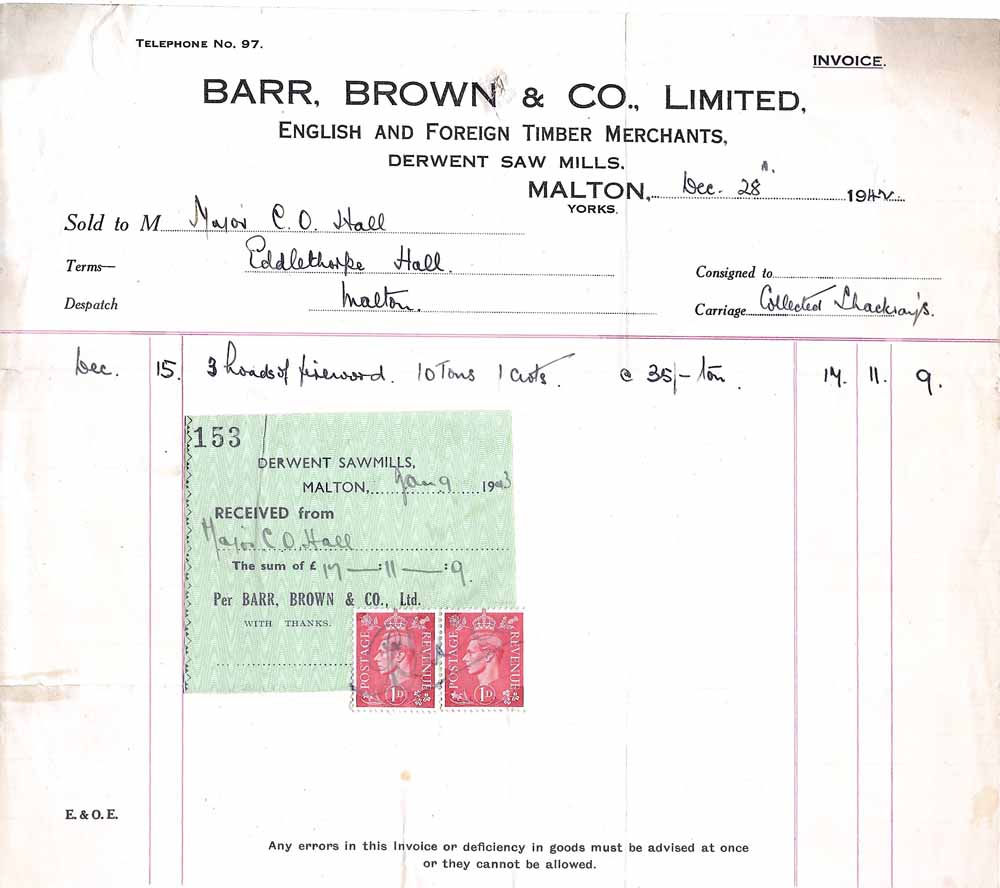 TELEPHONE No. 97.
INVOICE.
BARR, BROWN & CO., LIMITED,
ENGLISH AND FOREIGN TIMBER MERCHANTS,
DERWENT SAW MILLS.
MALTON, Dec. 28 1942
YORKS.
Sold to M Major C. O. Hall
Terms— Eddlethorpe Hall.
Consigned to
Despatch Malton.
Carriage Collected Thackray's.
Dec. 15. 3 Loads of firewood. 10 Tons 1 cwts. @ 35/- ton. 17. 11. 9.
153
DERWENT SAWMILLS,
MALTON, Jan 9 1943
RECEIVED from
Major C O Hall
The sum of £ 17 — : 11 — : 9.
Per BARR, BROWN & CO., Ltd.
WITH THANKS.
POSTAGE REVENUE 1D
POSTAGE REVENUE 1D
E. & O. E.
Any errors in this Invoice or deficiency in goods must be advised at once
or they cannot be allowed.